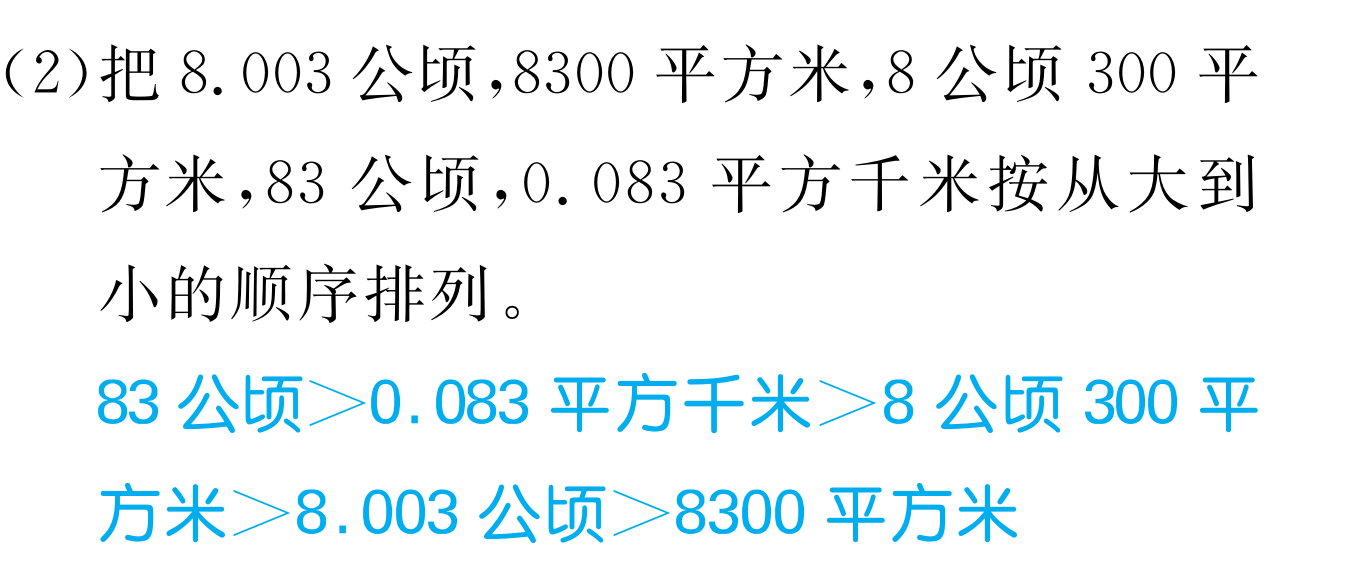 (2)把 8.003 公顷,8300 平方米,8 公顷 300 平
方米,83 公顷,0.083 平方千米按从大到
小的顺序排列。
83 公顷>0.083 平方千米>8 公顷 300 平
方米>8.003 公顷>8300 平方米